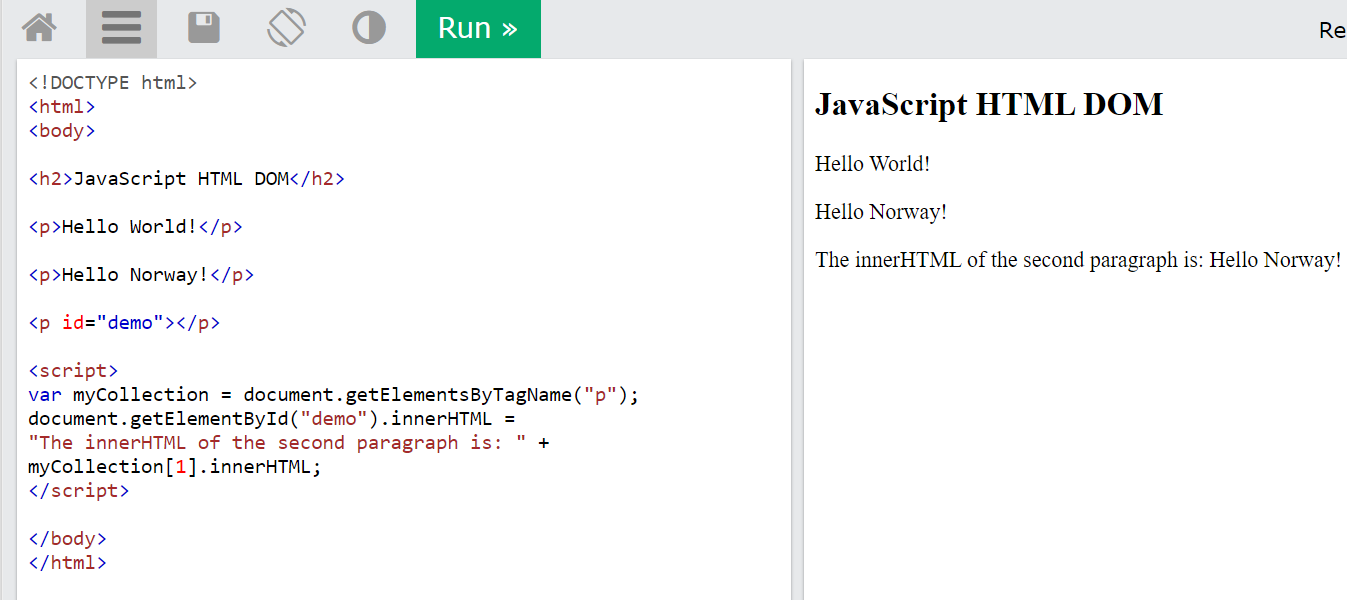 Run »
Re
<!DOCTYPE html>
<html>
<body>
<h2>JavaScript HTML DOM</h2>
<p>Hello World!</p>
<p>Hello Norway!</p>
<p id="demo"></p>
<script>
var myCollection = document.getElementsByTagName("p");
document.getElementById("demo").innerHTML =
"The innerHTML of the second paragraph is: " +
myCollection[1].innerHTML;
</script>
</body>
</html>
JavaScript HTML DOM
Hello World!
Hello Norway!
The innerHTML of the second paragraph is: Hello Norway!